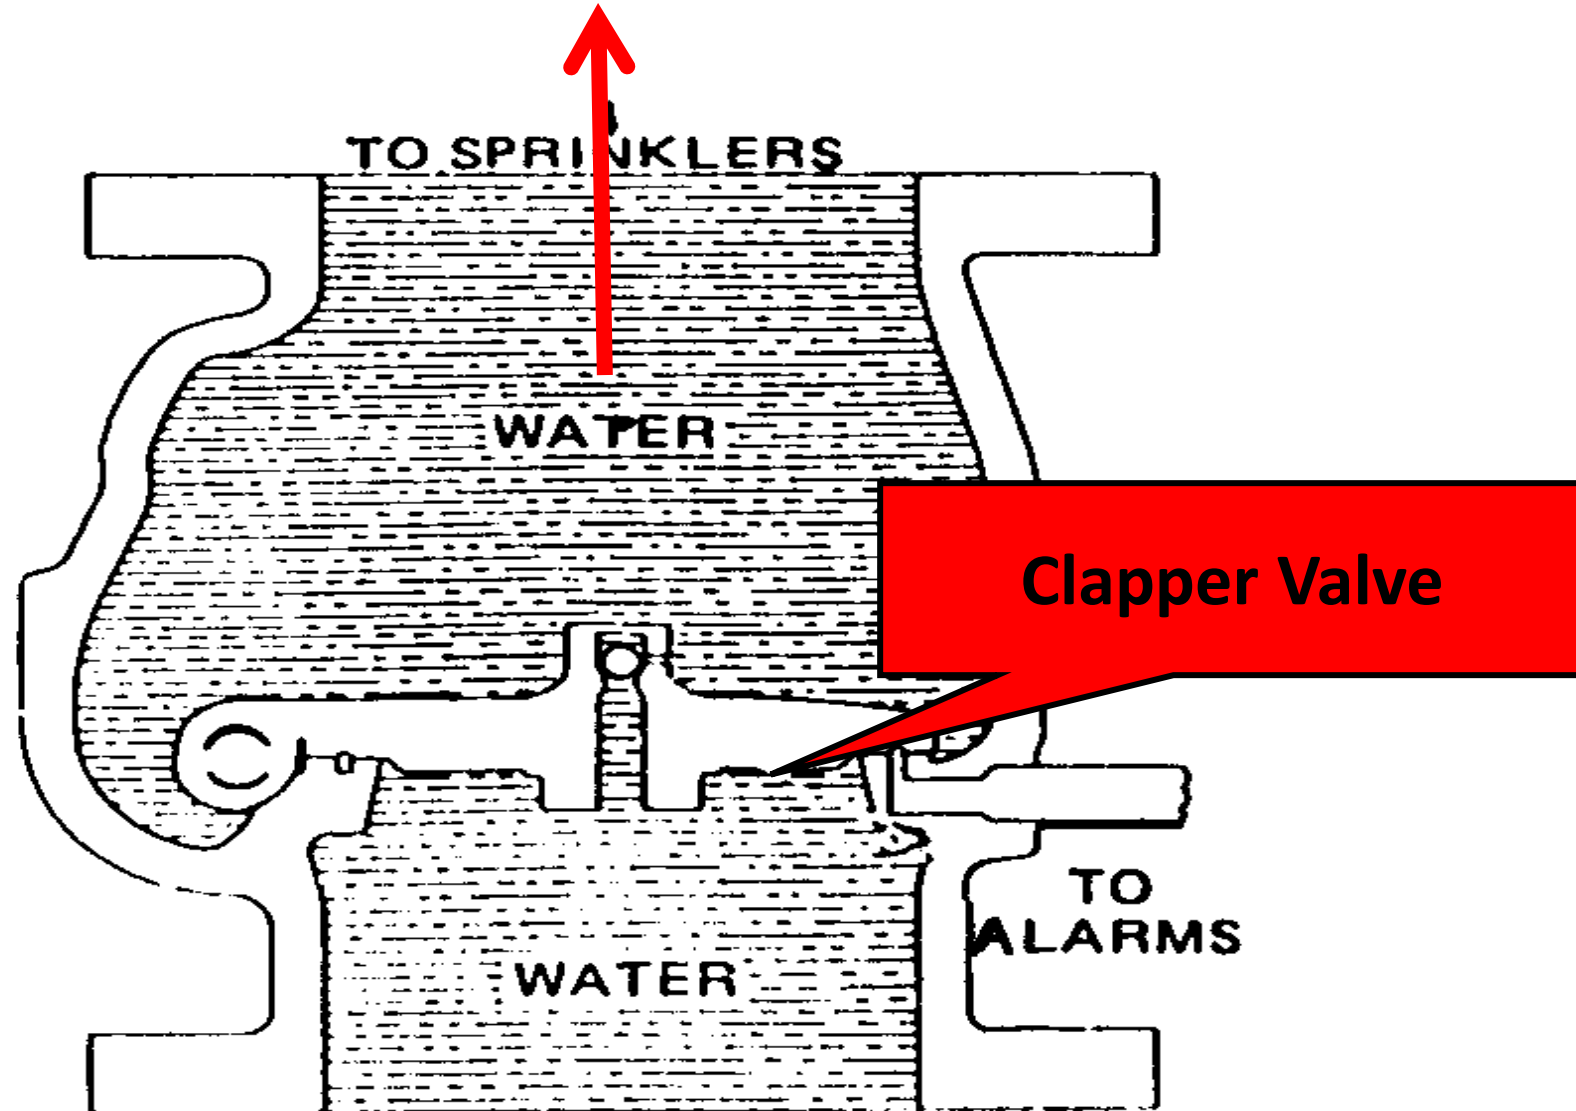 TO SPRINKLERS
WATER
Clapper Valve
TO
ALARMS
WATER